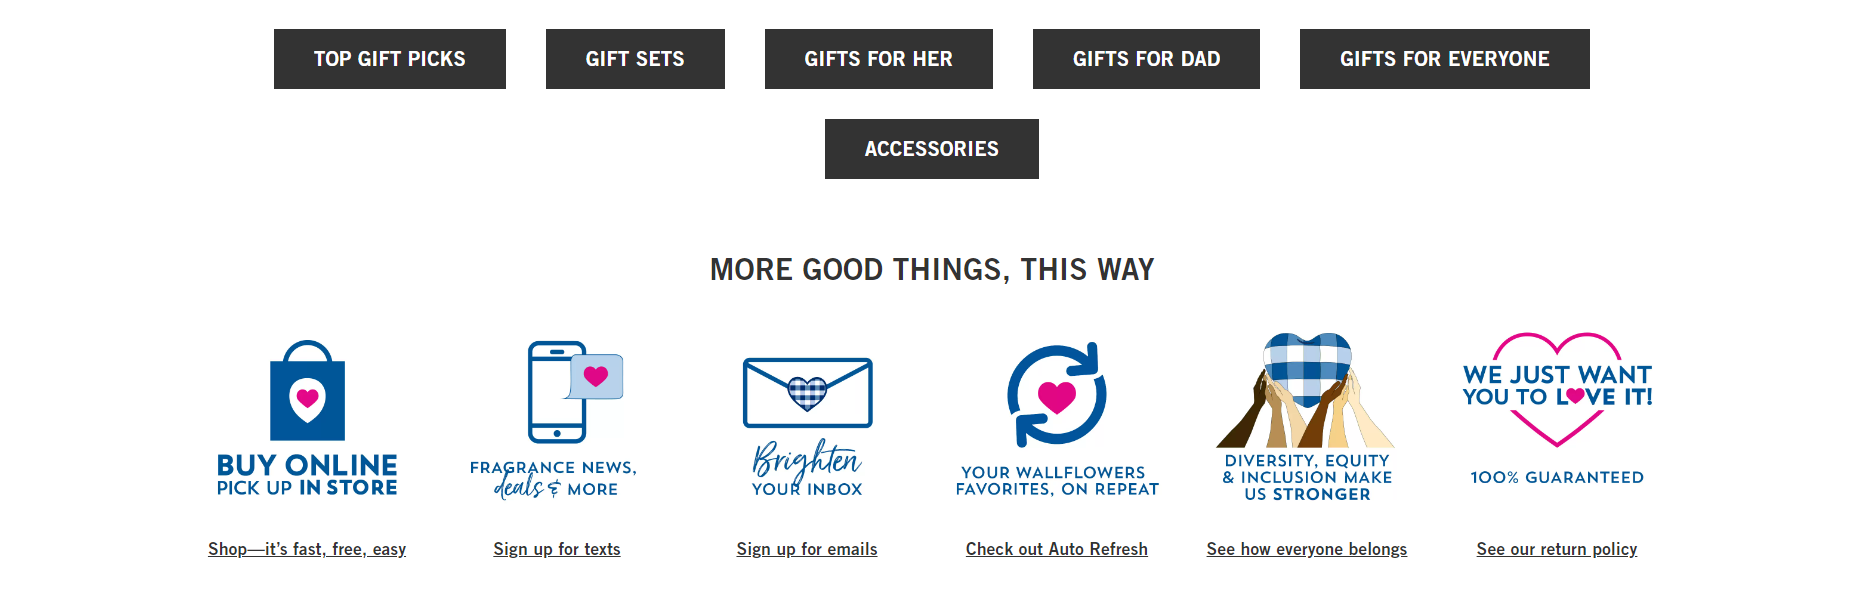 TOP GIFT PICKS
GIFT SETS
GIFTS FOR HER
GIFTS FOR DAD
GIFTS FOR EVERYONE
ACCESSORIES
MORE GOOD THINGS, THIS WAY
BUY ONLINE
PICK UP IN STORE
Shop—it’s fast, free, easy
FRAGRANCE NEWS,
deals & MORE
Sign up for texts
Brighten
YOUR INBOX
Sign up for emails
YOUR WALLFLOWERS
FAVORITES, ON REPEAT
Check out Auto Refresh
DIVERSITY, EQUITY
& INCLUSION MAKE
US STRONGER
See how everyone belongs
WE JUST WANT
YOU TO LOVE IT!
100% GUARANTEED
See our return policy